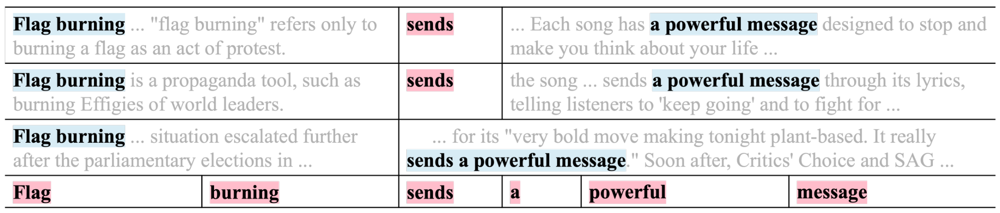 Flag burning ... "flag burning" refers only to
burning a flag as an act of protest.
sends
... Each song has a powerful message designed to stop and
make you think about your life ...
Flag burning is a propaganda tool, such as
burning Effigies of world leaders.
sends
the song ... sends a powerful message through its lyrics,
telling listeners to 'keep going' and to fight for ...
Flag burning ... situation escalated further
after the parliamentary elections in ...
... for its "very bold move making tonight plant-based. It really
sends a powerful message." Soon after, Critics' Choice and SAG ...
Flag burning sends a powerful message